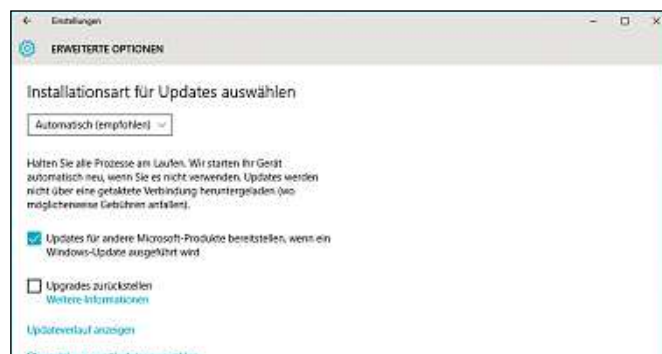 Einstellungen
ERWEITERTE OPTIONEN
Installationsart für Updates auswählen
Automatisch (empfohlen)
Halten Sie alle Prozesse am Laufen. Wir starten Ihr Gerät
automatisch neu, wenn Sie es nicht verwenden. Updates werden
nicht über eine getaktete Verbindung heruntergeladen (wo
möglicherweise Gebühren anfallen).
Updates für andere Microsoft-Produkte bereitstellen, wenn ein
Windows-Update ausgeführt wird
Upgrades zurückstellen
Weitere Informationen
Updateverlauf anzeigen